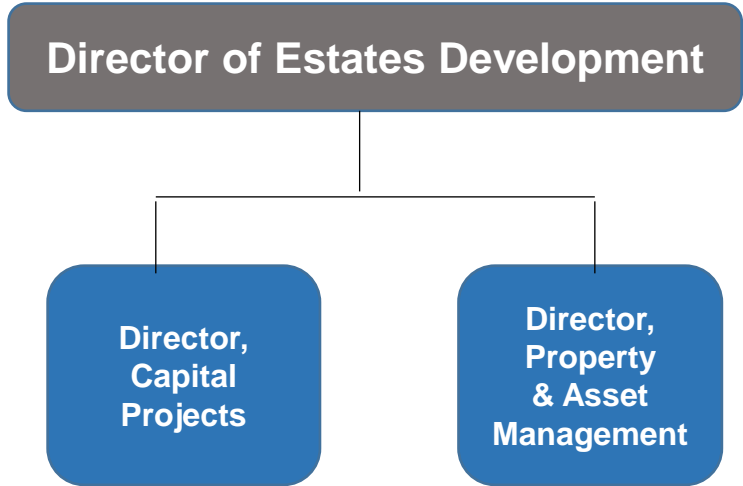 Director of Estates Development
Director,
Capital
Projects
Director,
Property
& Asset
Management